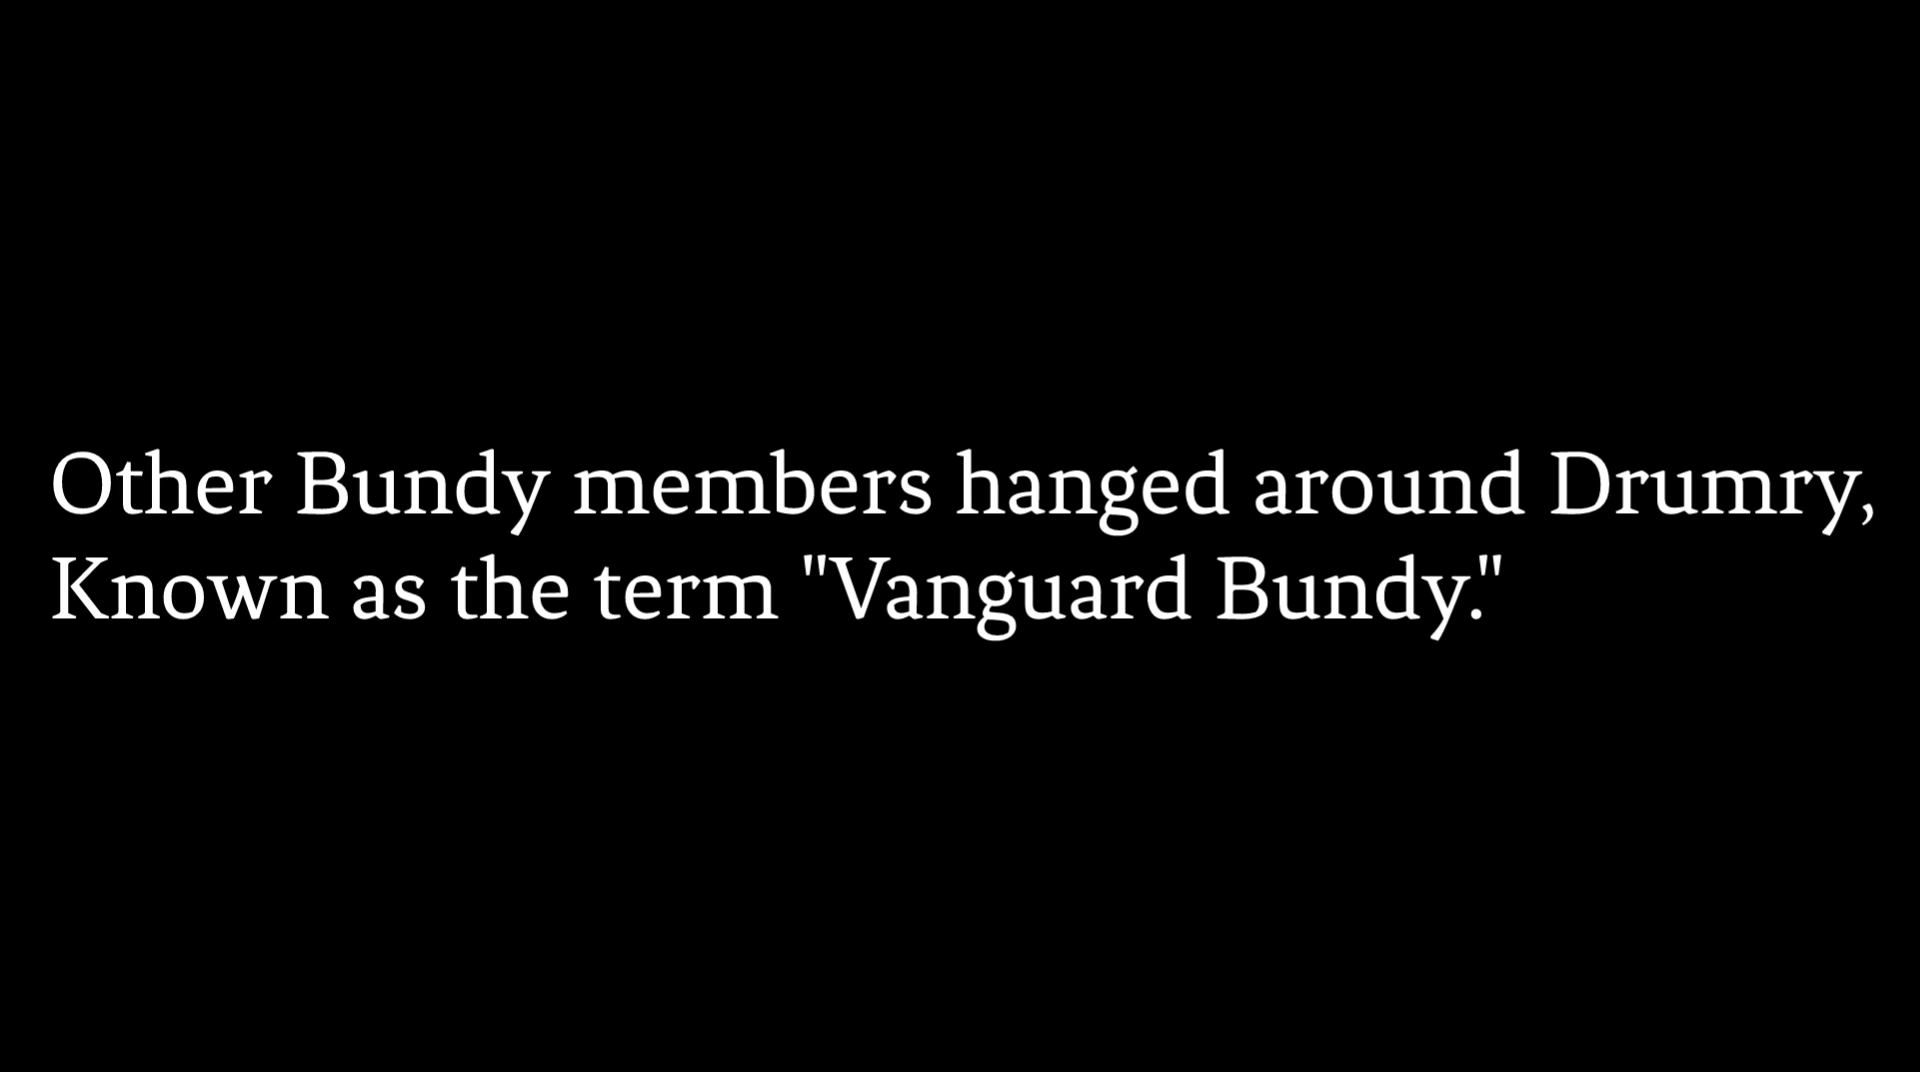 Other Bundy members hanged around Drumry,
Known as the term "Vanguard Bundy."